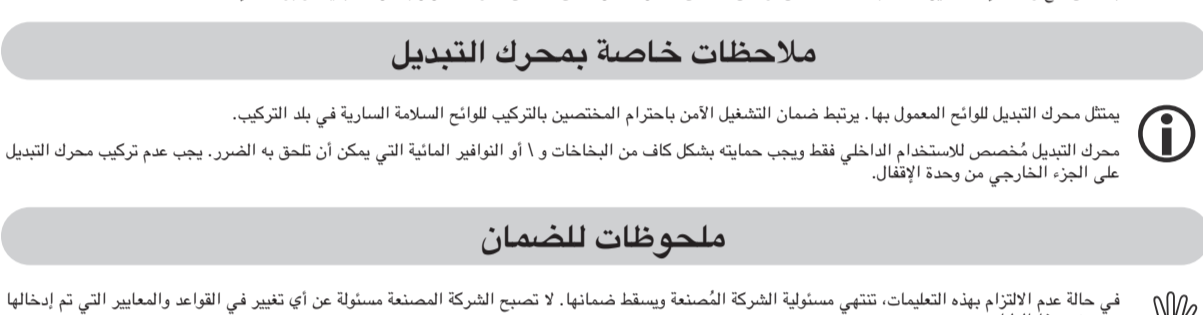 ملاحظات خاصة بمحرك التبديل
يمتثل محرك التبديل للوائح المعمول بها. يرتبط ضمان التشغيل الآمن باحترام المختصين بالتركيب للوائح السلامة السارية في بلد التركيب.
محرك التبديل مُخصص للاستخدام الداخلي فقط ويجب حمايته بشكل كاف من البخاخات و \ أو النوافير المائية التي يمكن أن تلحق به الضرر. يجب عدم تركيب محرك التبديل
على الجزء الخارجي من وحدة الإقفال.
ملحوظات للضمان
في حالة عدم الالتزام بهذه التعليمات، تنتهي مسئولية الشركة المُصنعة ويسقط ضمانها. لا تصبح الشركة المصنعة مسئولة عن أي تغيير في القواعد والمعايير التي تم إدخالها